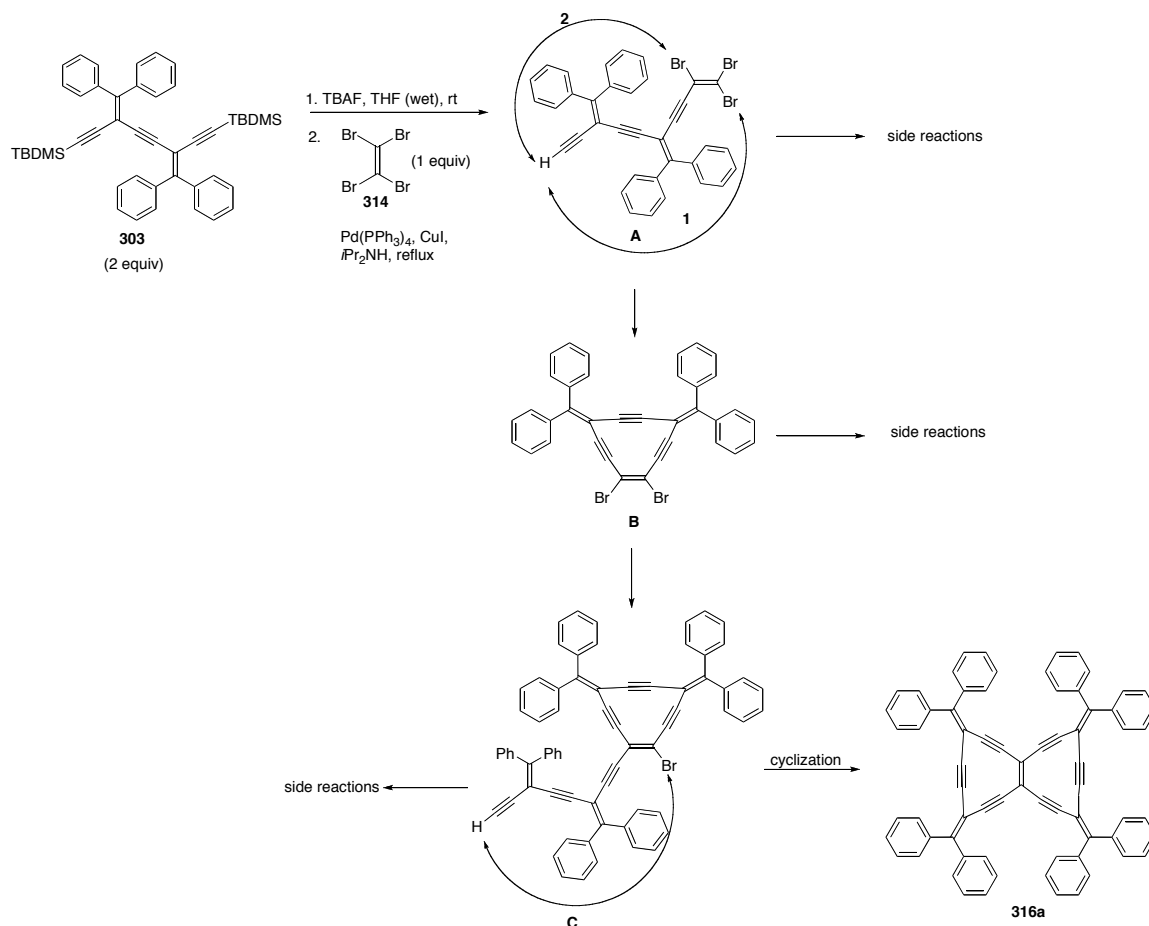 2
Br
Br
Br
1. TBAF, THF (wet), rt
2.
Br
Br
TBDMS
TBDMS
(1 equiv)
side reactions
Br
Br
H
314
303
1
Pd(PPh3)4, CuI,
A
(2 equiv)
iPr2NH, reflux
side reactions
Br
Br
B
Ph
Ph
Br
cyclization
side reactions
H
C
316a